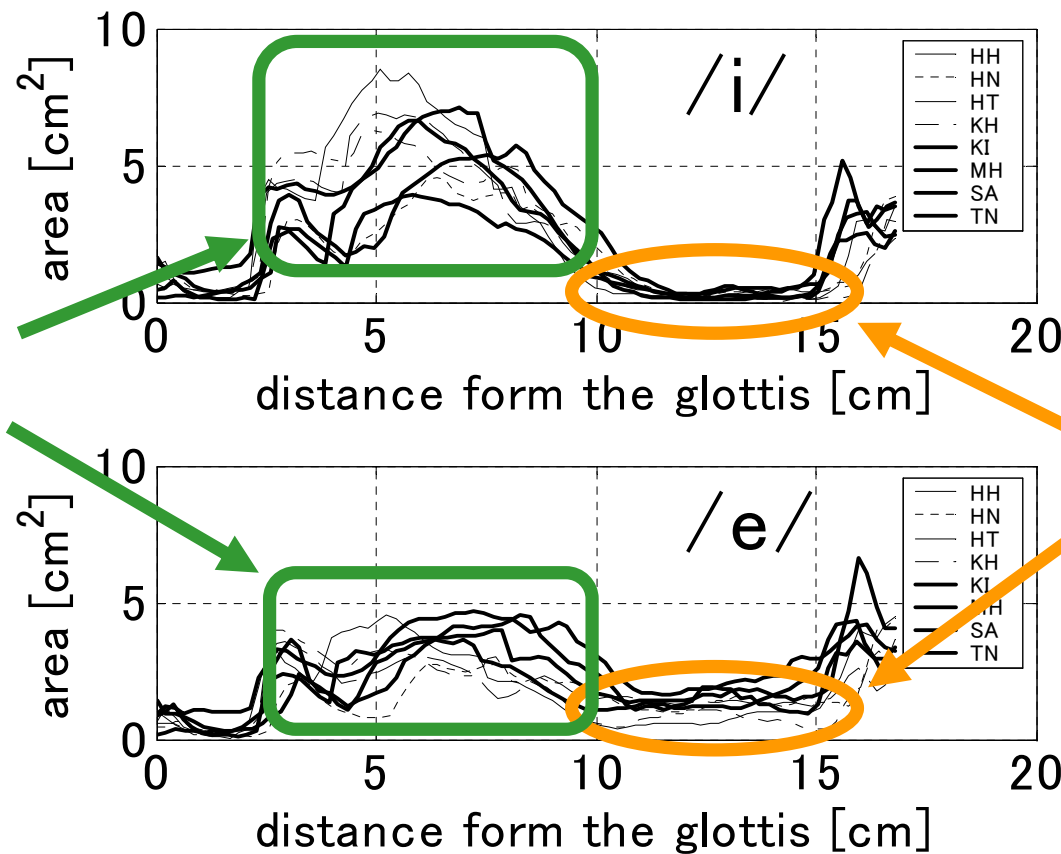 10
5
0
area [cm²]
/i/
HH
HN
HT
KH
KI
MH
SA
TN
0 5 10 15 20
distance form the glottis [cm]
10
5
0
area [cm²]
/e/
HH
HN
HT
KH
KI
MH
SA
TN
0 5 10 15 20
distance form the glottis [cm]